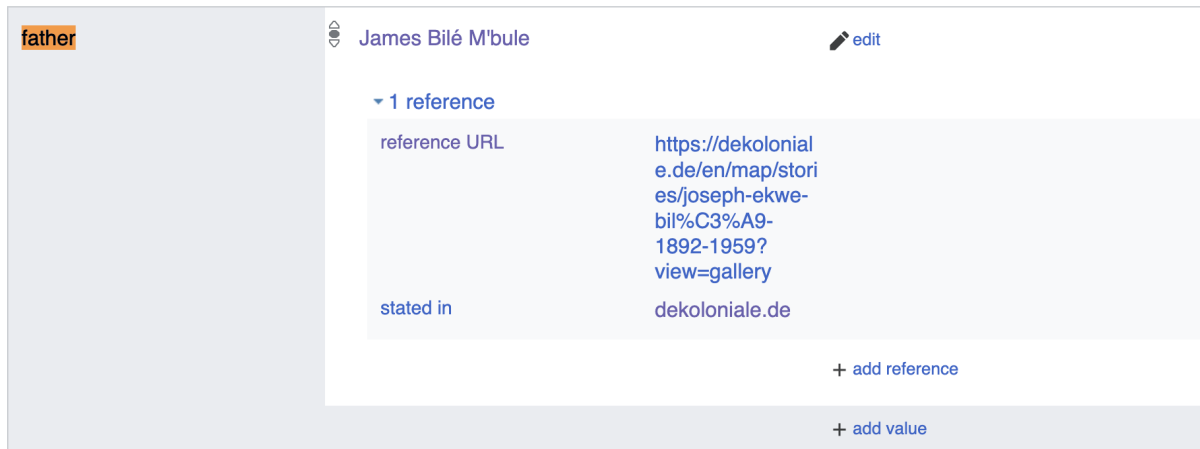 father
James Bilé M'bule
edit
1 reference
reference URL
https://dekolonial
e.de/en/map/stori
es/joseph-ekwe-
bil%C3%A9-
1892-1959?
view=gallery
stated in
dekoloniale.de
+ add reference
+ add value